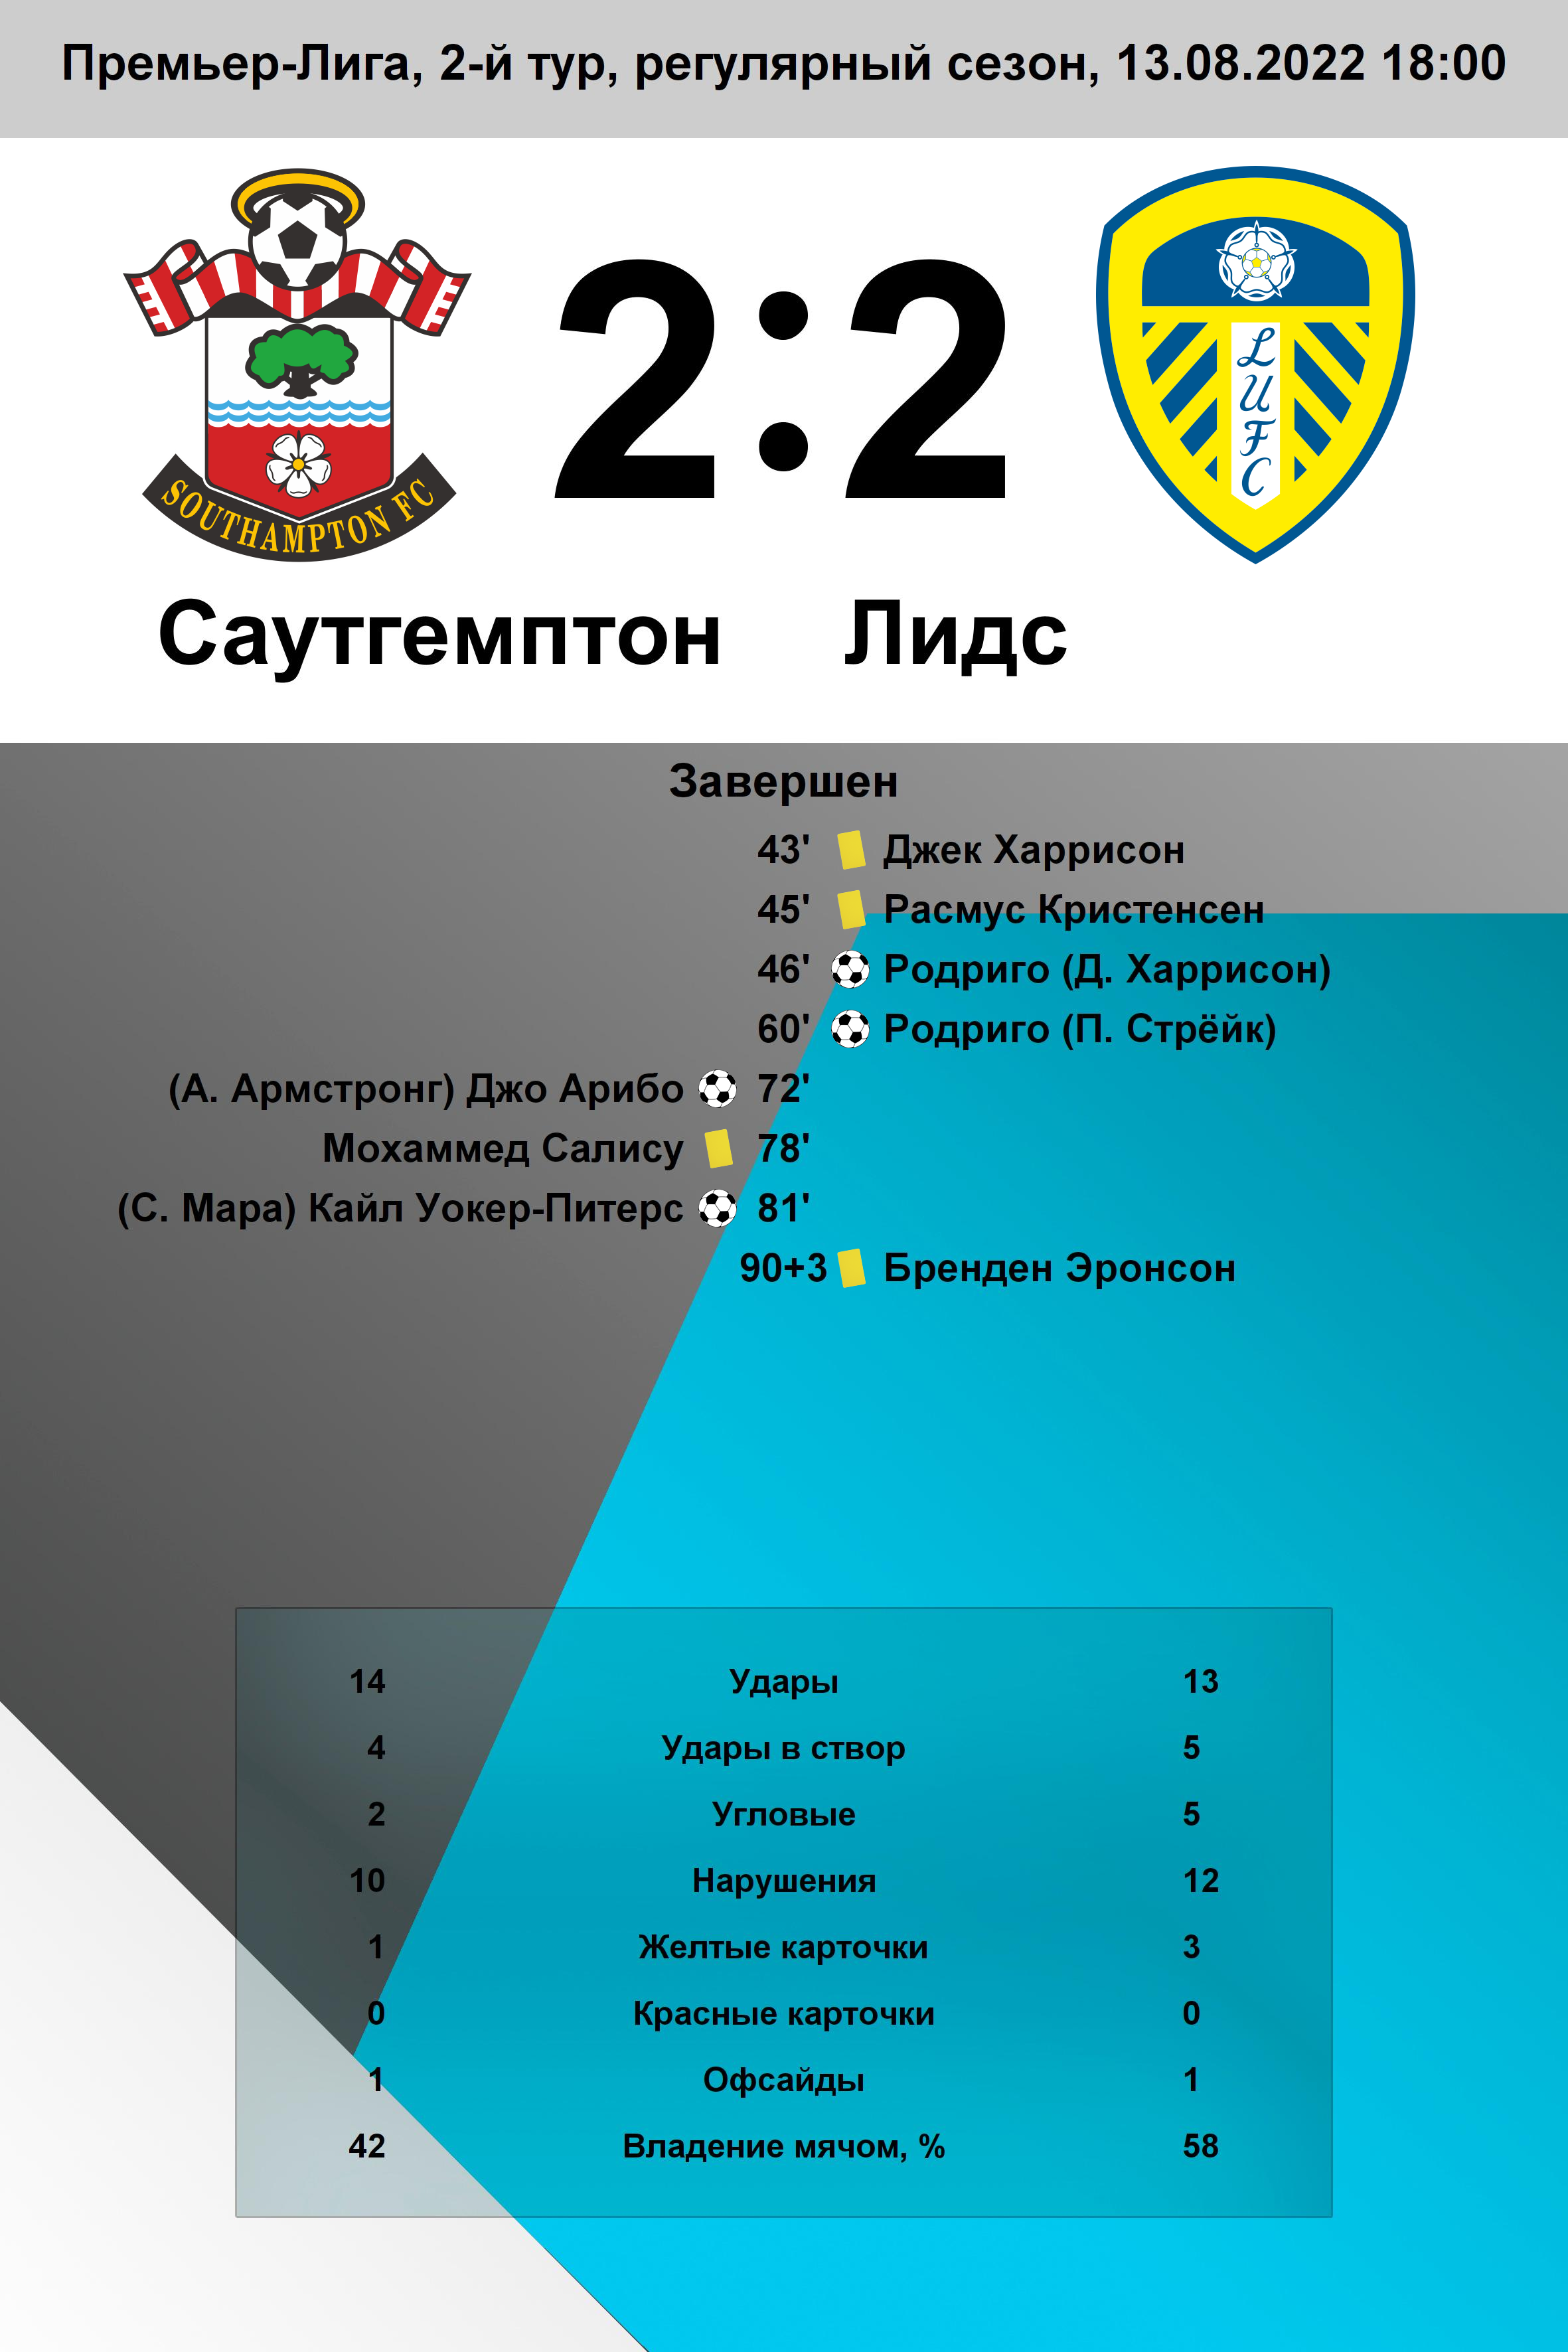 Премьер-Лига, 2-й тур, регулярный сезон, 13.08.2022 18:00
2:2
SOUTHAMPTON FC
L
U
F
C
Саутгемптон Лидс
Завершен
43' Джек Харрисон
45' Расмус Кристенсен
46' Родриго (Д. Харрисон)
60' Родриго (П. Стрёйк)
(А. Армстронг) Джо Арибо 72'
Мохаммед Салису 78'
(С. Мара) Кайл Уокер-Питерс 81'
90+3 Бренден Эронсон
14 Удары 13
4 Удары в створ 5
2 Угловые 5
10 Нарушения 12
1 Желтые карточки 3
0 Красные карточки 0
1 Офсайды 1
42 Владение мячом, % 58